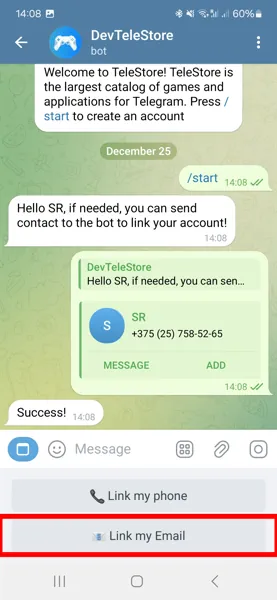 14:08
60%
DevTeleStore
bot
Welcome to TeleStore! TeleStore is
the largest catalog of games and
applications for Telegram. Press /
start to create an account
December 25
/start
14:08
Hello SR, if needed, you can send
contact to the bot to link your account!
14:08
DevTeleStore
Hello SR, if needed, you can sen...
S
SR
+375 (25) 758-52-65
MESSAGE ADD
14:08
Success! 14:08
Message
Link my phone
Link my Email